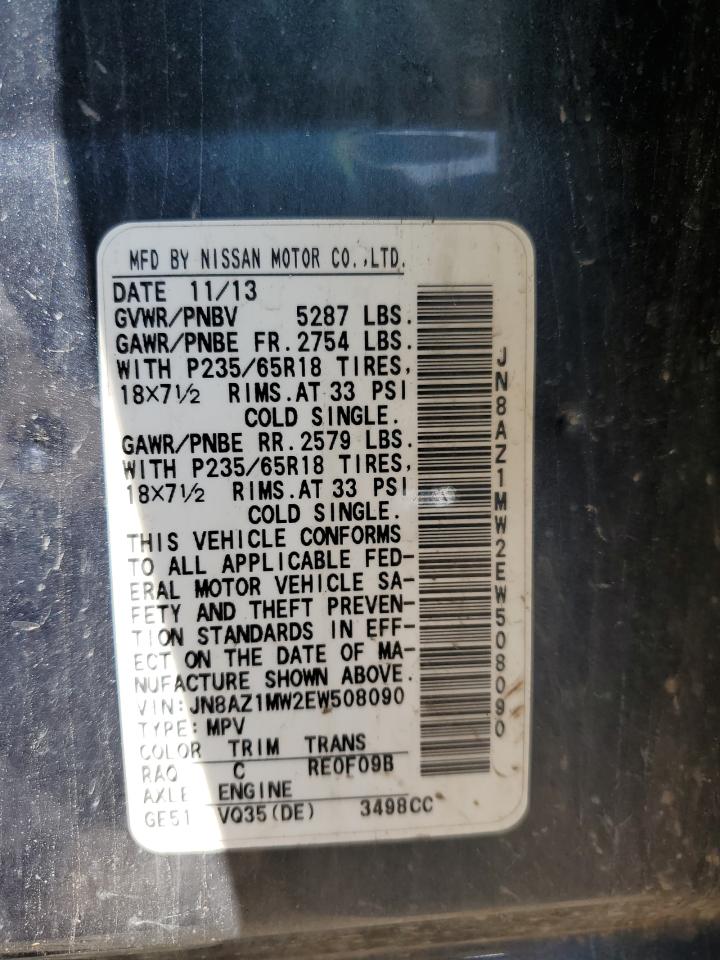 MFD BY NISSAN MOTOR CO.,LTD.
DATE 11/13
GVWR/PNBV 5287 LBS.
GAWR/PNBE FR. 2754 LBS.
WITH P235/65R18 TIRES,
18X7½ RIMS.AT 33 PSI
COLD SINGLE.
GAWR/PNBE RR. 2579 LBS.
WITH P235/65R18 TIRES,
18X7½ RIMS.AT 33 PSI
COLD SINGLE.
THIS VEHICLE CONFORMS
TO ALL APPLICABLE FED-
ERAL MOTOR VEHICLE SA-
FETY AND THEFT PREVEN-
TION STANDARDS IN EFF-
ECT ON THE DATE OF MA-
NUFACTURE SHOWN ABOVE.
VIN:JN8AZ1MW2EW508090
TYPE:MPV
COLOR TRIM TRANS
RAQ C RE0F09B
AXLE ENGINE
GE51 VQ35(DE) 3498CC
JN8AZ1MW2EW508090